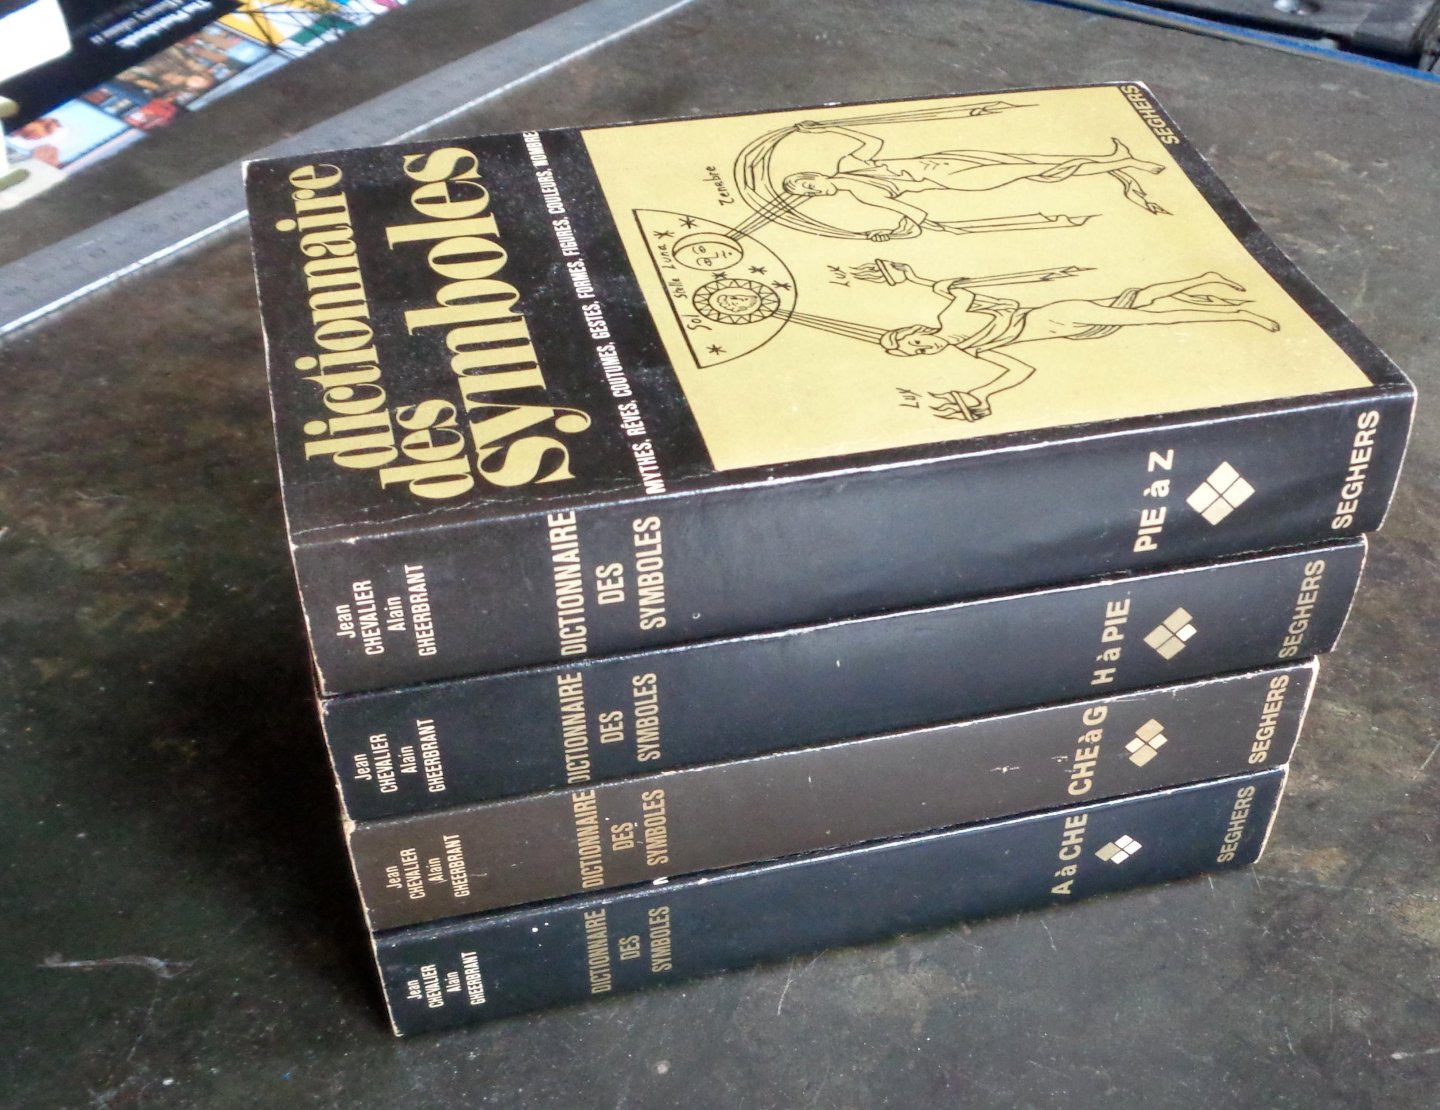 dictionnaire
des
symboles
MYTHES, RÊVES, COUTUMES, GESTES, FORMES, FIGURES, COULEURS, NOMBRE
Sol Stelle Luna
Zenebre
Lux
Lux
SEGHERS
Jean
CHEVALIER
Alain
GHEERBRANT
DICTIONNAIRE
DES
SYMBOLES
PIE à Z
SEGHERS
Jean
CHEVALIER
Alain
GHEERBRANT
DICTIONNAIRE
DES
SYMBOLES
H à PIE
SEGHERS
Jean
CHEVALIER
Alain
GHEERBRANT
DICTIONNAIRE
DES
SYMBOLES
CHE à G
SEGHERS
Jean
CHEVALIER
Alain
GHEERBRANT
DICTIONNAIRE
DES
SYMBOLES
A à CHE
SEGHERS